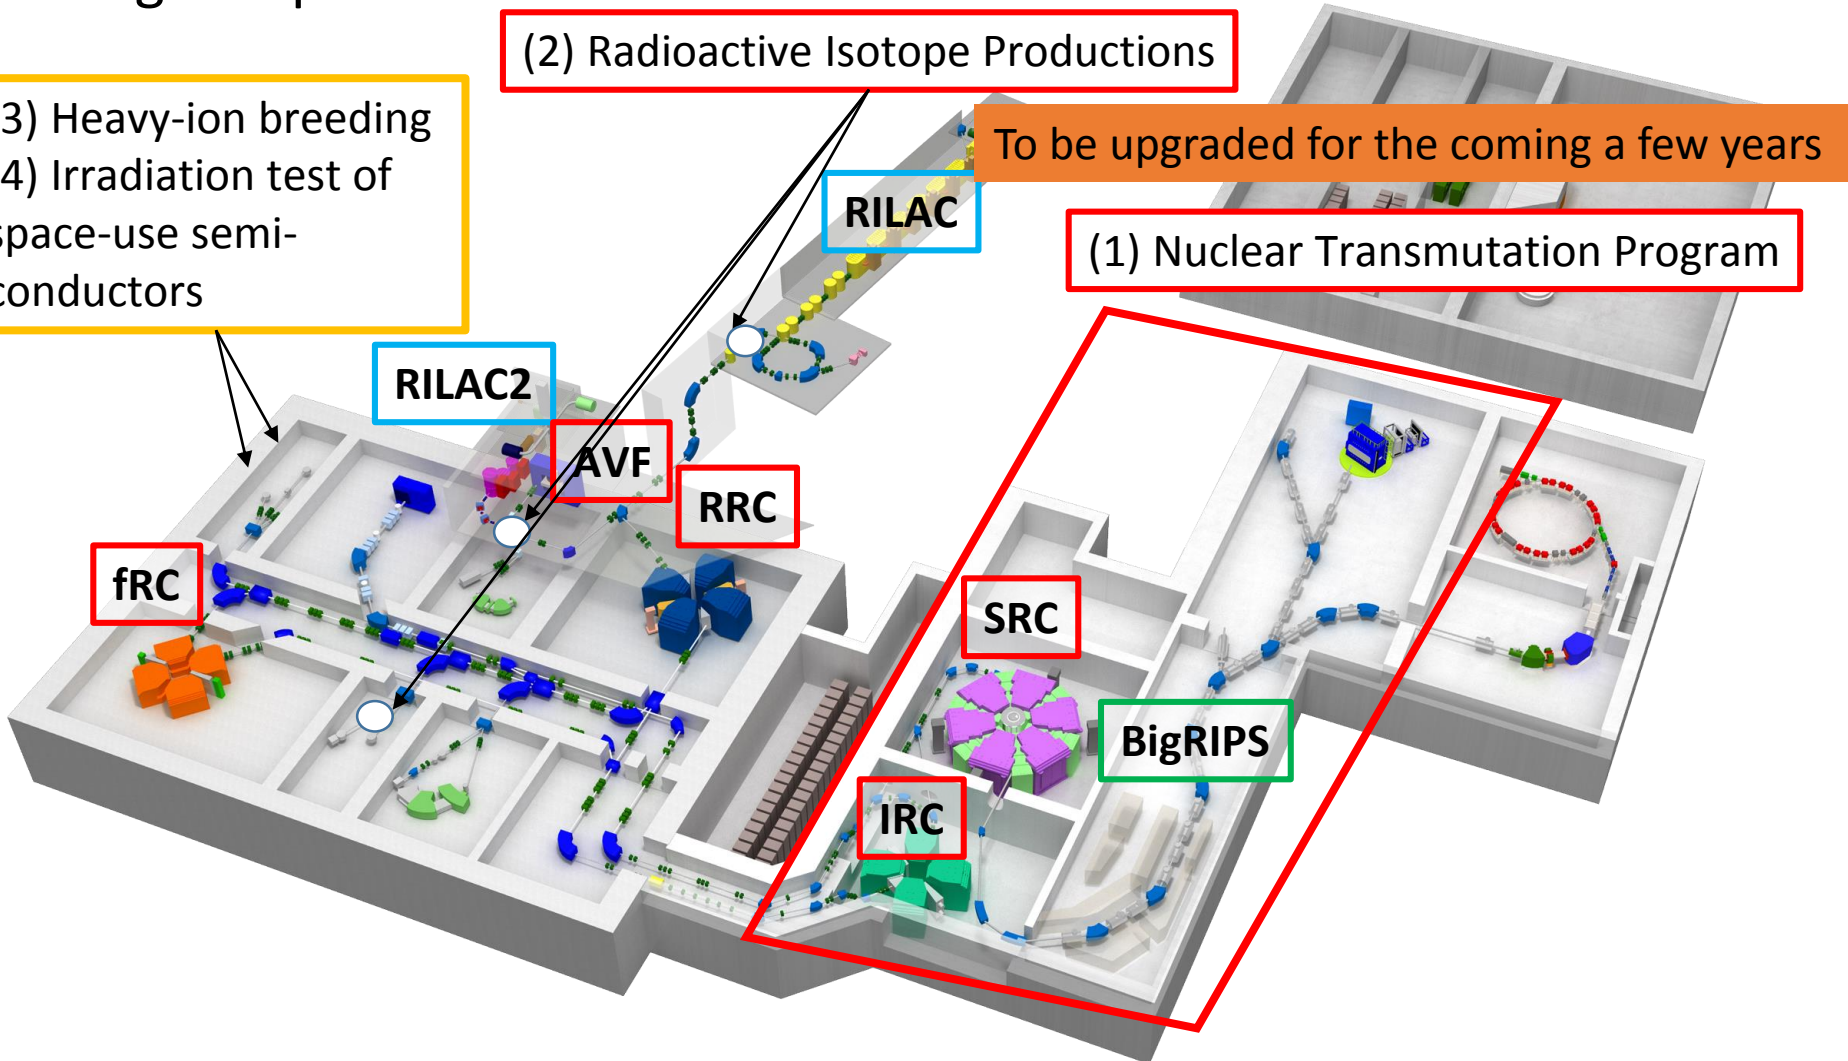 (2) Radioactive Isotope Productions
3) Heavy-ion breeding
4) Irradiation test of
space-use semi-
conductors
To be upgraded for the coming a few years
RILAC
(1) Nuclear Transmutation Program
RILAC2
AVF
RRC
fRC
SRC
BigRIPS
IRC